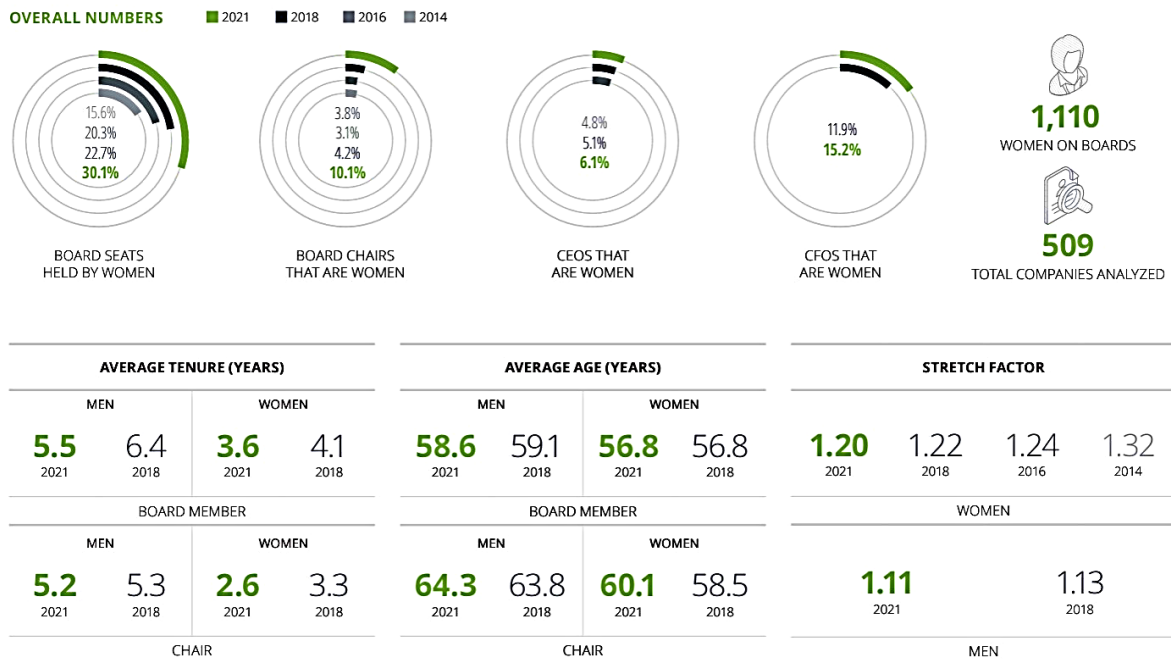 OVERALL NUMBERS
2021 2018 2016 2014
15.6%
20.3%
22.7%
30.1%
BOARD SEATS
HELD BY WOMEN
3.8%
3.1%
4.2%
10.1%
BOARD CHAIRS
THAT ARE WOMEN
4.8%
5.1%
6.1%
CEOS THAT
ARE WOMEN
11.9%
15.2%
CFOS THAT
ARE WOMEN
1,110
WOMEN ON BOARDS
509
TOTAL COMPANIES ANALYZED
AVERAGE TENURE (YEARS)
MEN WOMEN
5.5 6.4 3.6 4.1
2021 2018 2021 2018
BOARD MEMBER
MEN WOMEN
5.2 5.3 2.6 3.3
2021 2018 2021 2018
CHAIR
AVERAGE AGE (YEARS)
MEN WOMEN
58.6 59.1 56.8 56.8
2021 2018 2021 2018
BOARD MEMBER
MEN WOMEN
64.3 63.8 60.1 58.5
2021 2018 2021 2018
CHAIR
STRETCH FACTOR
1.20 1.22 1.24 1.32
2021 2018 2016 2014
WOMEN
1.11 1.13
2021 2018
MEN